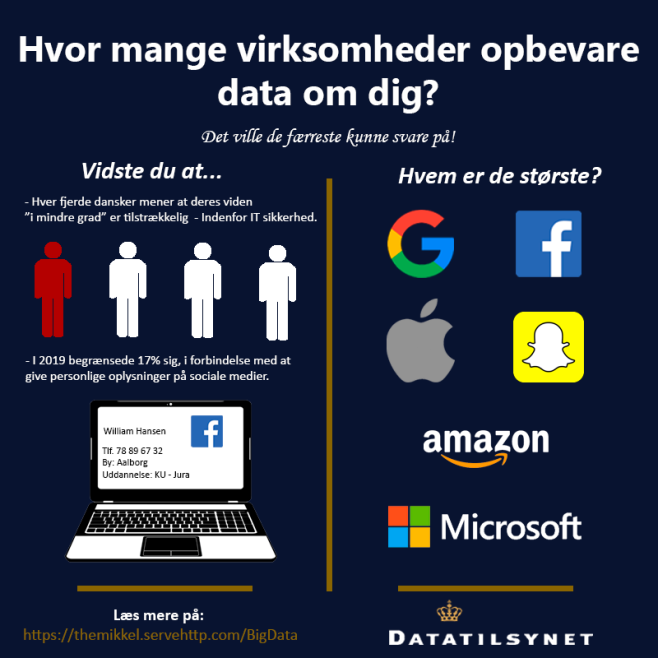 Hvor mange virksomheder opbevare
data om dig?
Det ville de færreste kunne svare på!
Vidste du at...
- Hver fjerde dansker mener at deres viden
”i mindre grad” er tilstrækkelig - Indenfor IT sikkerhed.
- I 2019 begrænsede 17% sig, i forbindelse med at
give personlige oplysninger på sociale medier.
William Hansen
Tlf. 78 89 67 32
By: Aalborg
Uddannelse: KU - Jura
Læs mere på:
https://themikkel.servehttp.com/BigData
Hvem er de største?
amazon
Microsoft
DATATILSYNET